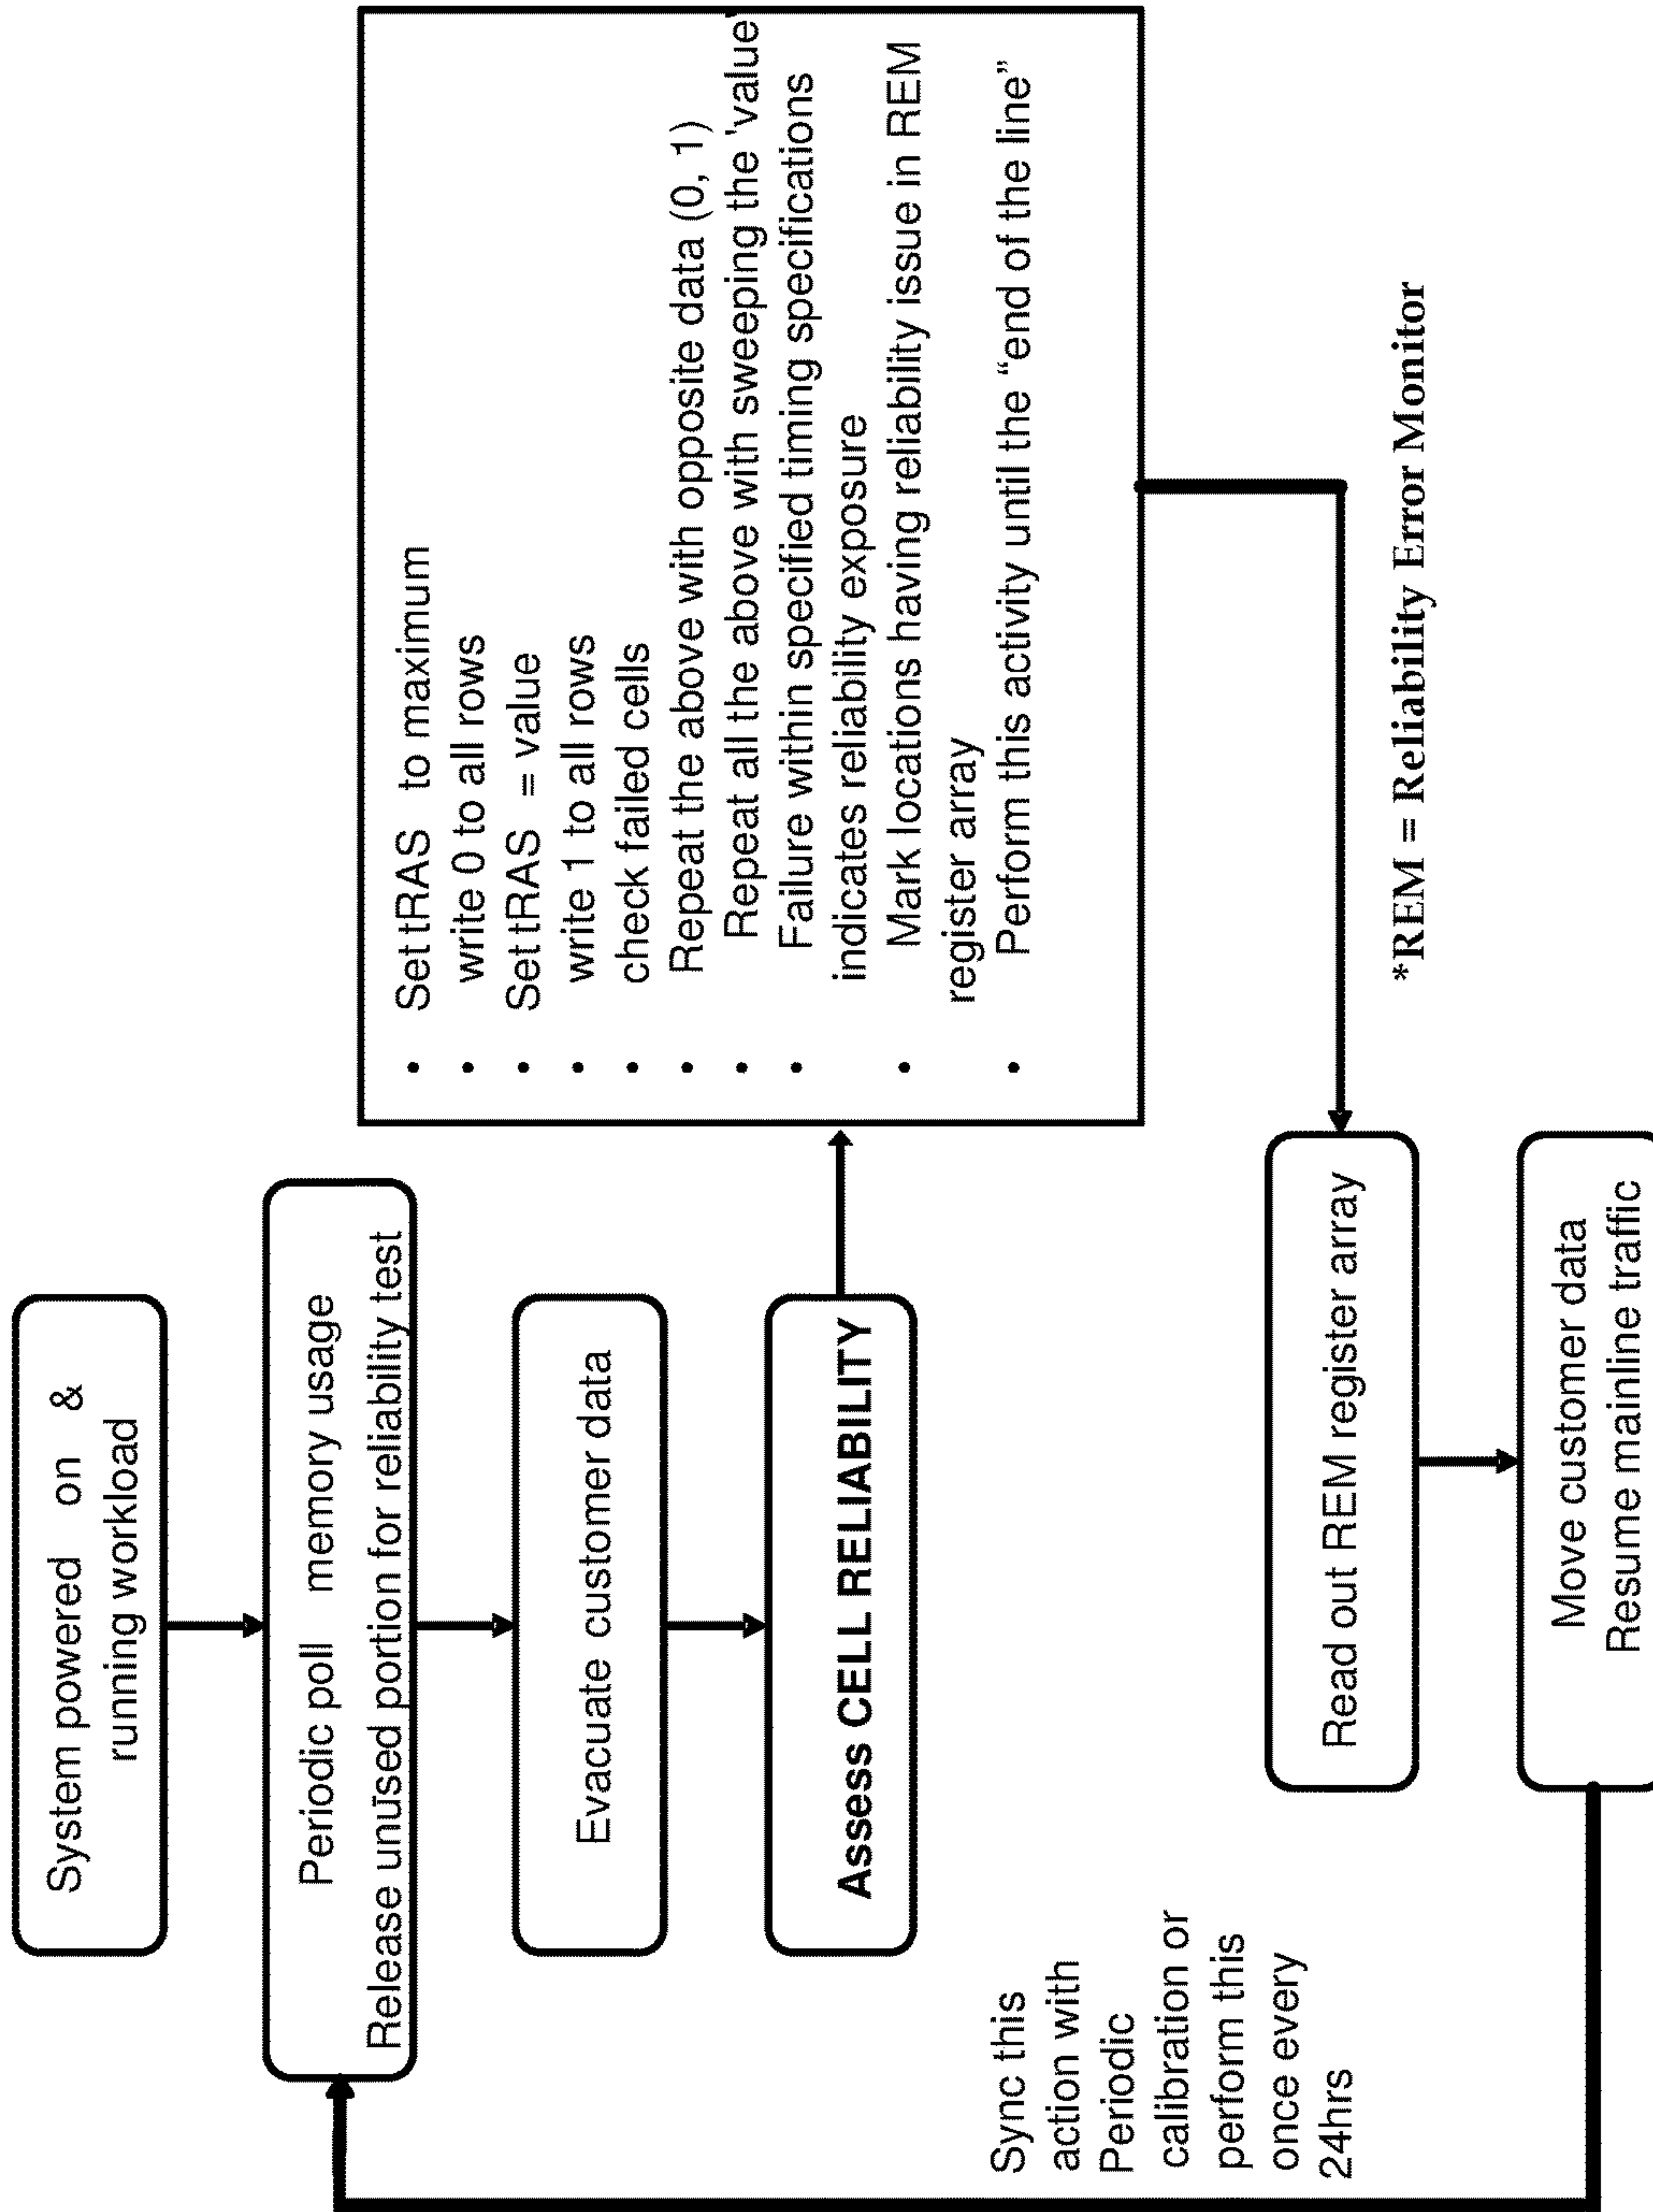 System powered on &
running workload
Periodic poll memory usage
Release unused portion for reliability test
Evacuate customer data
Assess CELL RELIABILITY
• SettRAS to maximum
• write 0 to all rows
• SettRAS = value
• write 1 to all rows
• check failed cells
• Repeat the above with opposite data (0, 1)
• Repeat all the above with sweeping the 'value'
• Failure within specified timing specifications
indicates reliability exposure
• Mark locations having reliability issue in REM
register array
• Perform this activity until the “end of the line”
Sync this
action with
Periodic
calibration or
perform this
once every
24hrs
Read out REM register array
*REM = Reliability Error Monitor
Move customer data
Resume mainline traffic